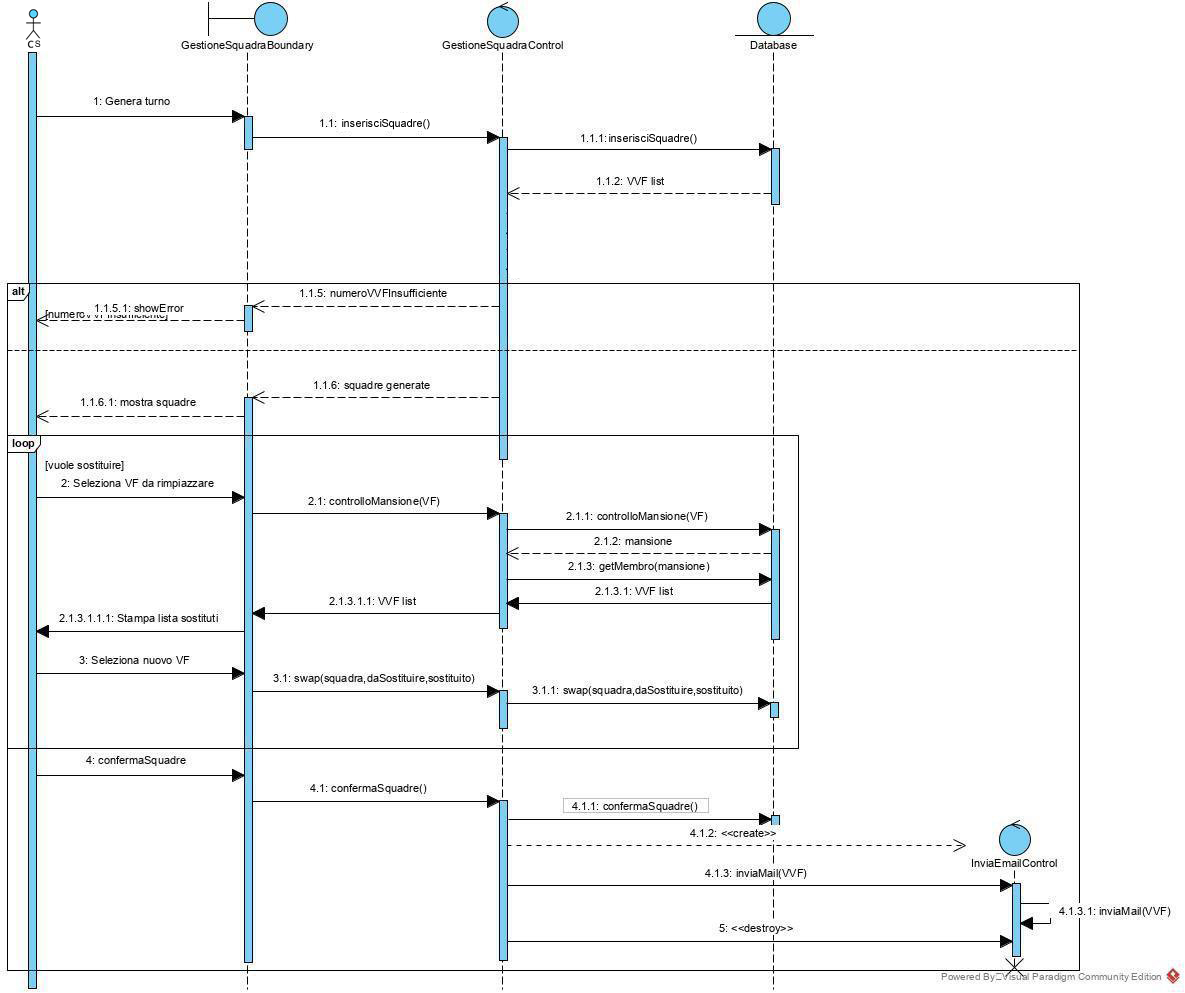 CS
GestioneSquadraBoundary
GestioneSquadraControl
Database
1: Genera turno
1.1: inserisciSquadre()
1.1.1:inserisciSquadre()
1.1.2: VVF list
alt
1.1.5: numeroVVFInsufficiente
1.1.5.1: showError
[numeroVVFInsufficiente]
1.1.6: squadre generate
1.1.6.1: mostra squadre
loop
[vuole sostituire]
2: Seleziona VF da rimpiazzare
2.1: controlloMansione(VF)
2.1.1: controlloMansione(VF)
2.1.2: mansione
2.1.3: getMembro(mansione)
2.1.3.1: VVF list
2.1.3.1.1: VVF list
2.1.3.1.1.1: Stampa lista sostituti
3: Seleziona nuovo VF
3.1: swap(squadra,daSostituire,sostituito)
3.1.1: swap(squadra,daSostituire,sostituito)
4: confermaSquadre
4.1: confermaSquadre()
4.1.1: confermaSquadre()
4.1.2: <<create>>
InviaEmailControl
4.1.3: inviaMail(VVF)
4.1.3.1: inviaMail(VVF)
5: <<destroy>>
Powered By Visual Paradigm Community Edition